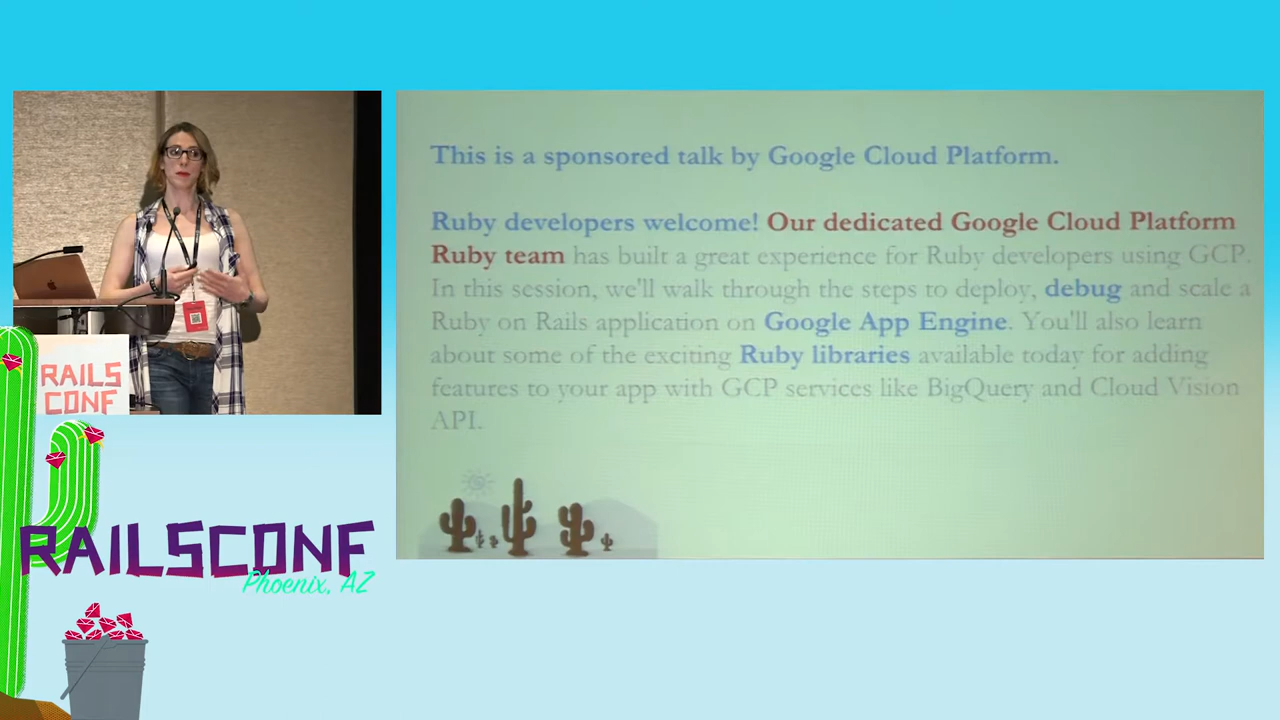 This is a sponsored talk by Google Cloud Platform.
Ruby developers welcome! Our dedicated Google Cloud Platform
Ruby team has built a great experience for Ruby developers using GCP.
In this session, we'll walk through the steps to deploy, debug and scale a
Ruby on Rails application on Google App Engine. You'll also learn
about some of the exciting Ruby libraries available today for adding
features to your app with GCP services like BigQuery and Cloud Vision
API.
RAILS
CONF
RAILSCONF
Phoenix, AZ